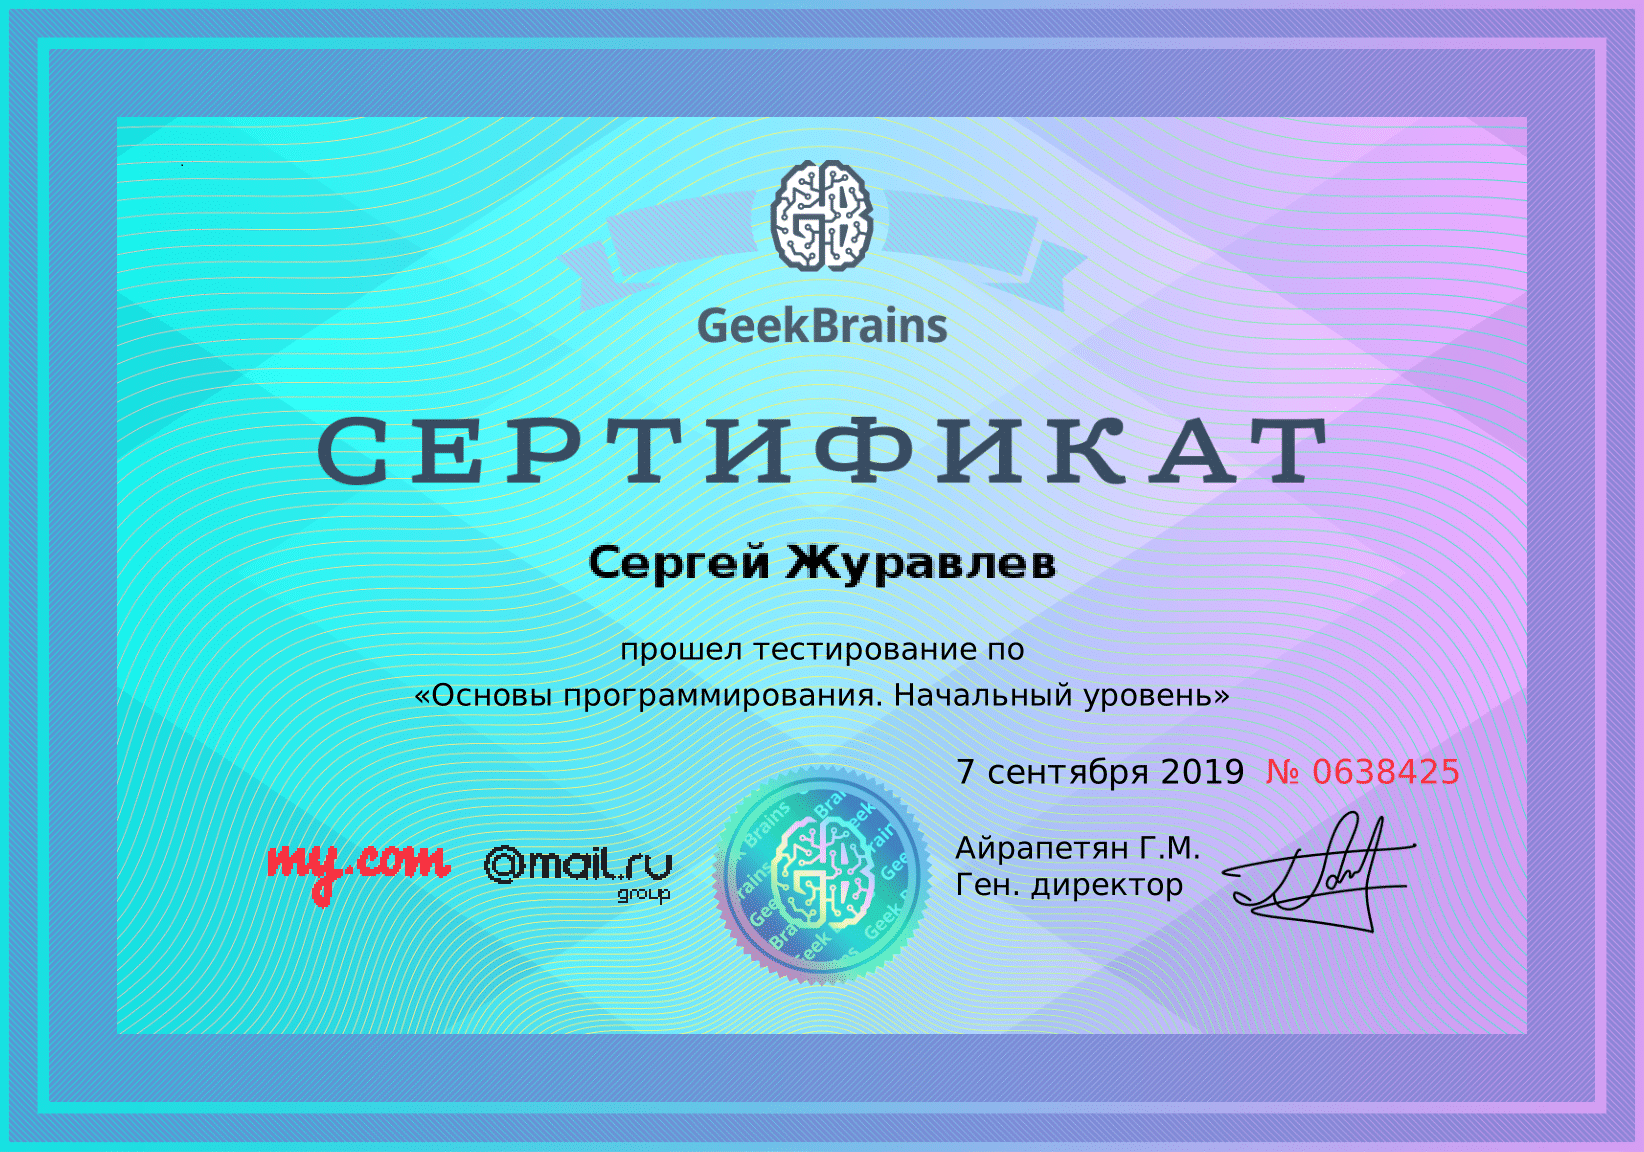 GeekBrains
СЕРТИФИКАТ
Сергей Журавлев
прошел тестирование по
«Основы программирования. Начальный уровень»
7 сентября 2019 № 0638425
my.com
@mail.ru
group
Айрапетян Г.М.
Ген. директор